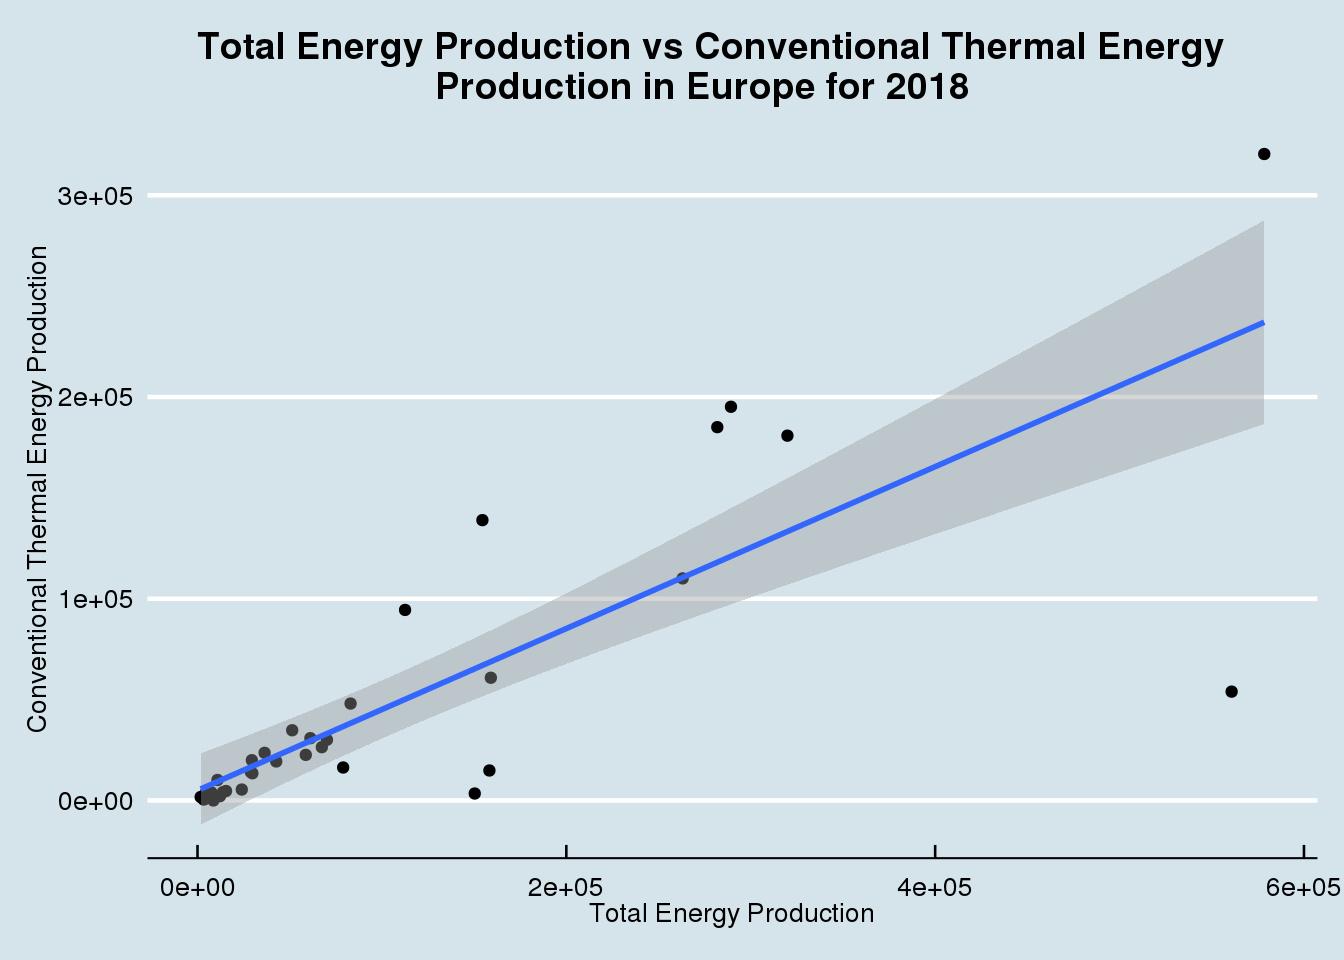 Total Energy Production vs Conventional Thermal Energy
Production in Europe for 2018
Conventional Thermal Energy Production
3e+05
2e+05
1e+05
0e+00
0e+00 2e+05 4e+05 6e+05
Total Energy Production